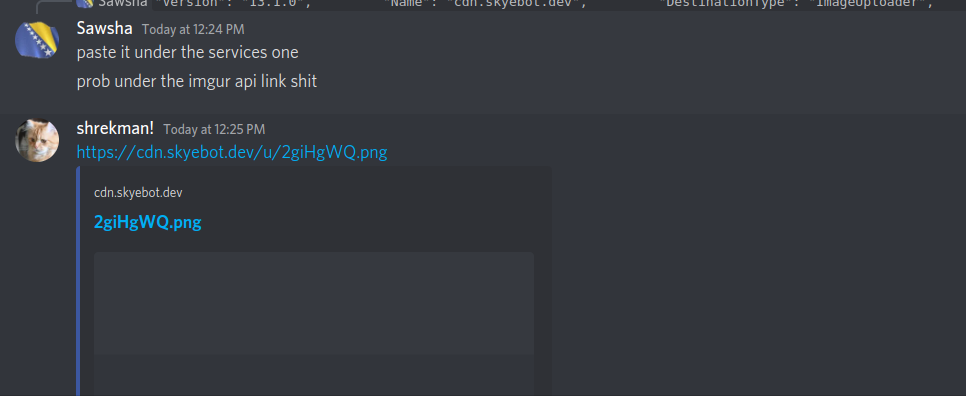 Sawsha "Version": "13.1.0", "Name": "cdn.skyebot.dev", "DestinationType": "ImageUploader",
Sawsha Today at 12:24 PM
paste it under the services one
prob under the imgur api link shit
shrekman! Today at 12:25 PM
https://cdn.skyebot.dev/u/2giHgWQ.png
cdn.skyebot.dev
2giHgWQ.png